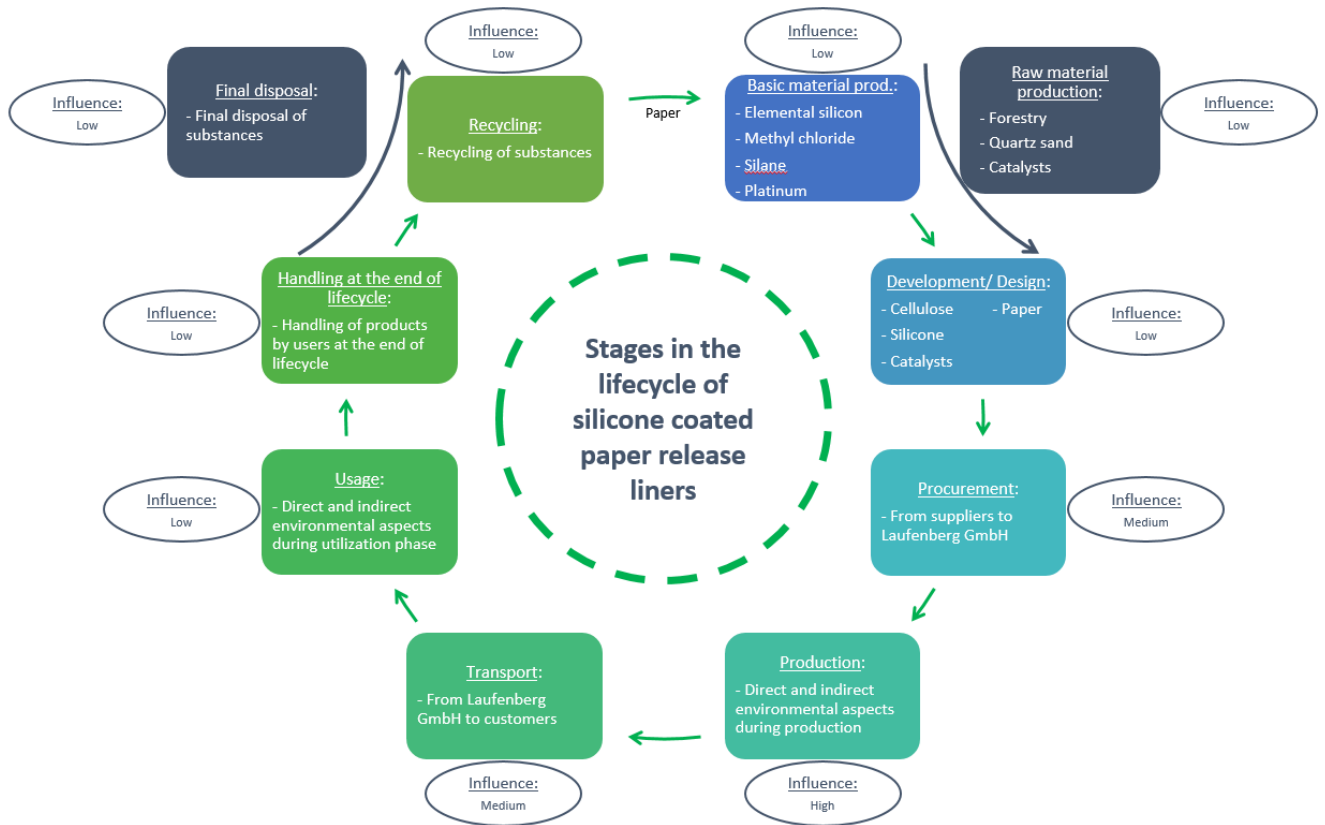 Influence:
Low
Influence:
Low
Influence:
Low
Final disposal:
- Final disposal of
substances
Recycling:
- Recycling of substances
Paper
Basic material prod.:
- Elemental silicon
- Methyl chloride
- Silane
- Platinum
Raw material
production:
- Forestry
- Quartz sand
- Catalysts
Influence:
Low
Influence:
Low
Handling at the end of
lifecycle:
- Handling of products
by users at the end of
lifecycle
Stages in the
lifecycle of
silicone coated
paper release
liners
Development/ Design:
- Cellulose - Paper
- Silicone
- Catalysts
Influence:
Low
Influence:
Low
Usage:
- Direct and indirect
environmental aspects
during utilization phase
Procurement:
- From suppliers to
Laufenberg GmbH
Influence:
Medium
Transport:
- From Laufenberg
GmbH to customers
Influence:
Medium
Production:
- Direct and indirect
environmental aspects
during production
Influence:
High